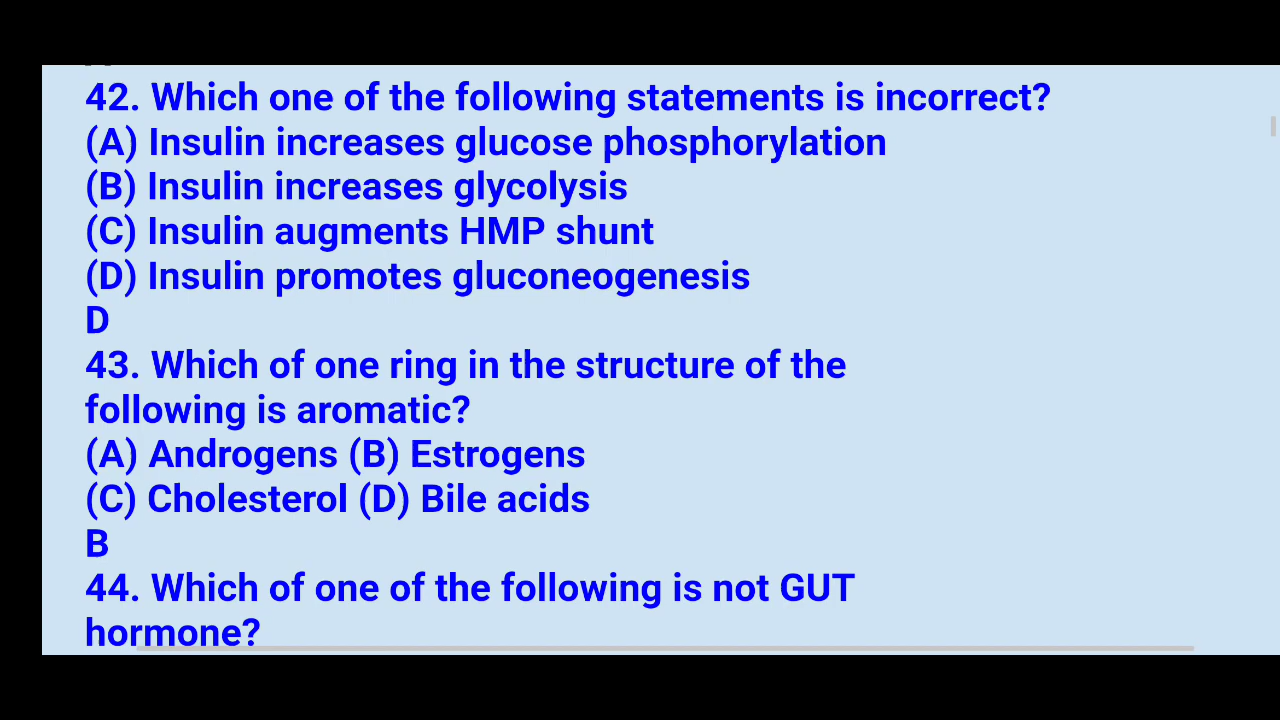 42. Which one of the following statements is incorrect?
(A) Insulin increases glucose phosphorylation
(B) Insulin increases glycolysis
(C) Insulin augments HMP shunt
(D) Insulin promotes gluconeogenesis
D
43. Which of one ring in the structure of the
following is aromatic?
(A) Androgens (B) Estrogens
(C) Cholesterol (D) Bile acids
B
44. Which of one of the following is not GUT
hormone?